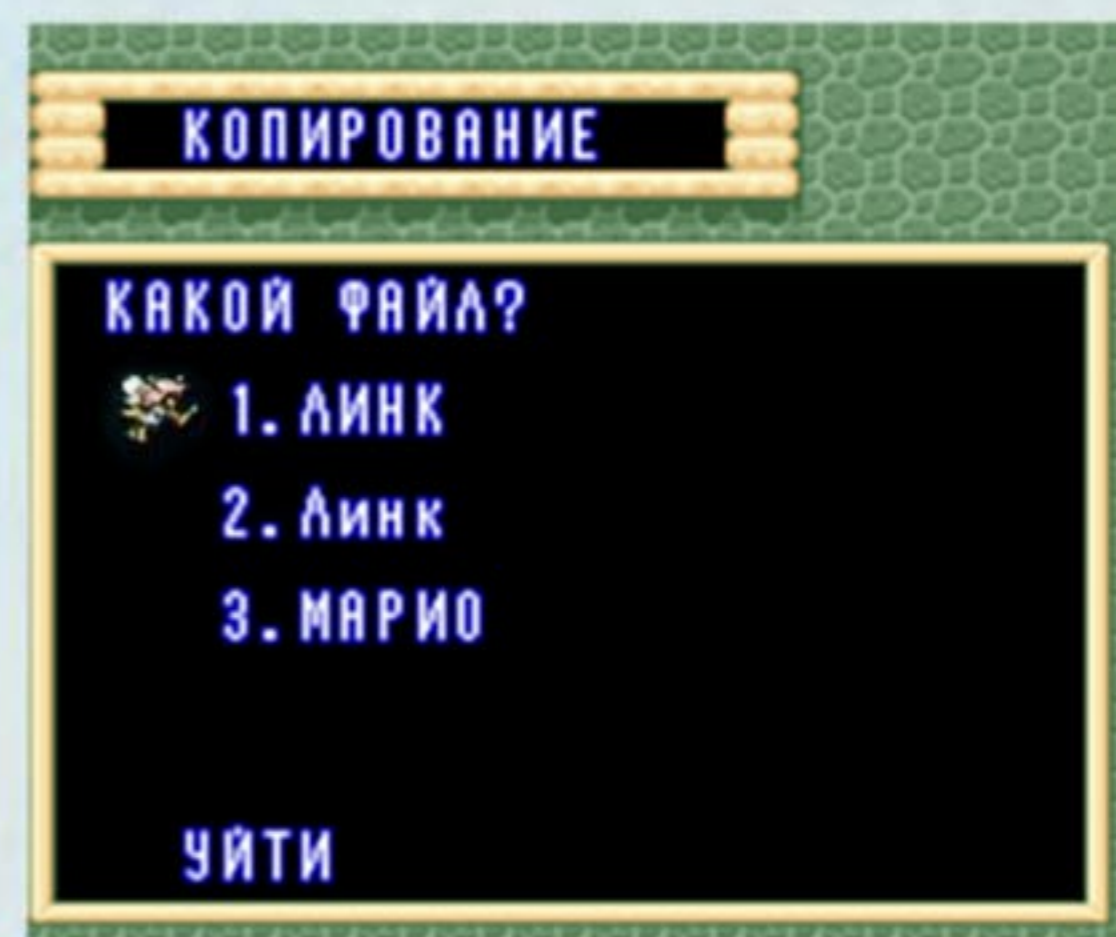 КОПИРОВАНИЕ
КАКОЙ ФАЙЛ?
1. ЛИНК
2. Линк
3. МАРИО
УЙТИ